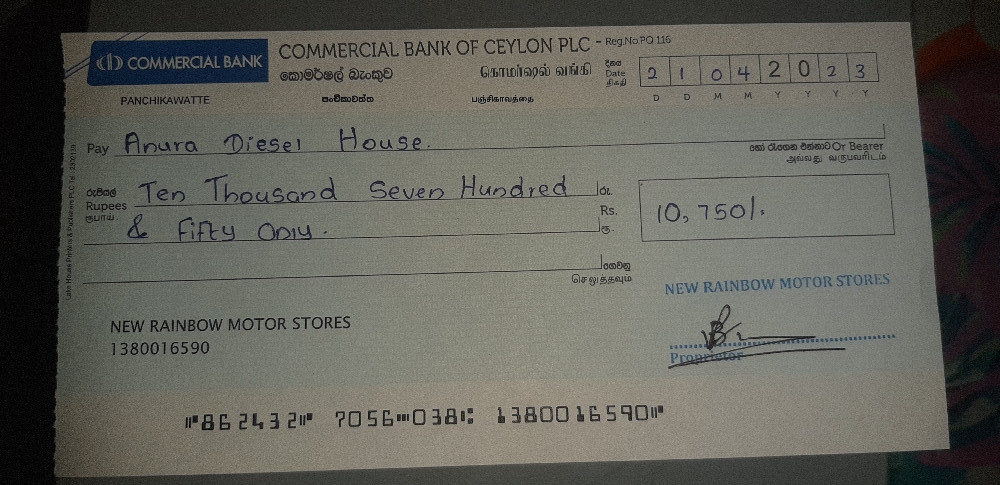 COMMERCIAL BANK
COMMERCIAL BANK OF CEYLON PLC - Reg.No.PQ 116
කොමර්ෂල් බැංකුව
கொமர்ஷல் வங்கி
දිනය
Date
திகதி
2 1 0 4 2 0 2 3
D D M M Y Y Y Y
PANCHIKAWATTE
පංචිකාවත්ත
பஞ்சிகாவத்தை
Pay Anura Diesel House.
හෝ රැගෙන එන්නාට Or Bearer
அல்லது வருபவரிடம்
රුපියල්
Rupees
ரூபாய்
Ten Thousand Seven Hundred
& Fifty Only.
රු.
Rs.
ரூ.
10,750/.
ගෙවනු
செலுத்தவும்
NEW RAINBOW MOTOR STORES
Proprietor
NEW RAINBOW MOTOR STORES
1380016590
⑈862432⑈ 7056⑉038⑆ 1380016590⑈